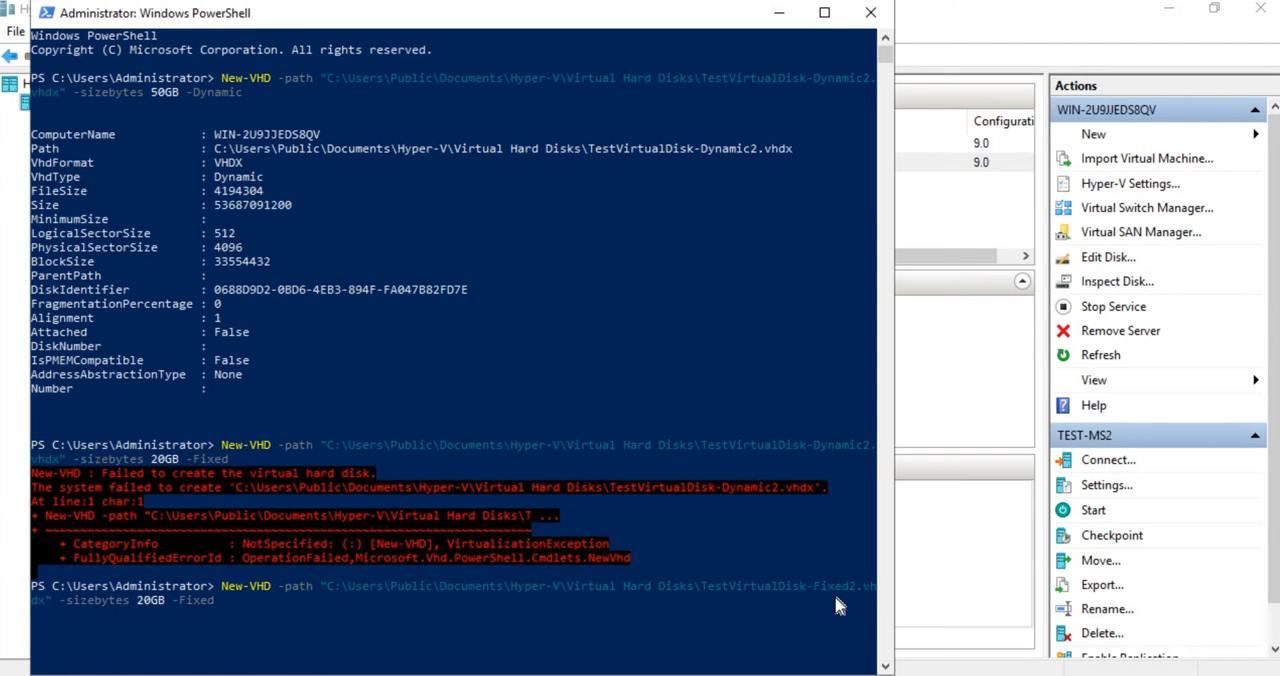 Administrator: Windows PowerShell
File
Windows PowerShell
Copyright (C) Microsoft Corporation. All rights reserved.
PS C:\Users\Administrator> New-VHD -path "C:\Users\Public\Documents\Hyper-V\Virtual Hard Disks\TestVirtualDisk-Dynamic2.
vhdx" -sizebytes 50GB -Dynamic
ComputerName : WIN-2U9JJEDS8QV
Path : C:\Users\Public\Documents\Hyper-V\Virtual Hard Disks\TestVirtualDisk-Dynamic2.vhdx
VhdFormat : VHDX
VhdType : Dynamic
FileSize : 4194304
Size : 53687091200
MinimumSize :
LogicalSectorSize : 512
PhysicalSectorSize : 4096
BlockSize : 33554432
ParentPath :
DiskIdentifier : 0688D9D2-0BD6-4EB3-894F-FA047B82FD7E
FragmentationPercentage : 0
Alignment : 1
Attached : False
DiskNumber :
IsPMEMCompatible : False
AddressAbstractionType : None
Number :
PS C:\Users\Administrator> New-VHD -path "C:\Users\Public\Documents\Hyper-V\Virtual Hard Disks\TestVirtualDisk-Dynamic2.
vhdx" -sizebytes 20GB -Fixed
New-VHD : Failed to create the virtual hard disk.
The system failed to create 'C:\Users\Public\Documents\Hyper-V\Virtual Hard Disks\TestVirtualDisk-Dynamic2.vhdx'.
At line:1 char:1
+ New-VHD -path "C:\Users\Public\Documents\Hyper-V\Virtual Hard Disks\T ...
+ ~~~~~~~~~~~~~~~~~~~~~~~~~~~~~~~~~~~~~~~~~~~~~~~~~~~~~~~~~~~~~~~~~~~~~
+ CategoryInfo : NotSpecified: (:) [New-VHD], VirtualizationException
+ FullyQualifiedErrorId : OperationFailed,Microsoft.Vhd.PowerShell.Cmdlets.NewVhd
PS C:\Users\Administrator> New-VHD -path "C:\Users\Public\Documents\Hyper-V\Virtual Hard Disks\TestVirtualDisk-Fixed2.vh
dx" -sizebytes 20GB -Fixed
Configurati
9.0
9.0
Actions
WIN-2U9JJEDS8QV
New
Import Virtual Machine...
Hyper-V Settings...
Virtual Switch Manager...
Virtual SAN Manager...
Edit Disk...
Inspect Disk...
Stop Service
Remove Server
Refresh
View
Help
TEST-MS2
Connect...
Settings...
Start
Checkpoint
Move...
Export...
Rename...
Delete...
Enable Replication...